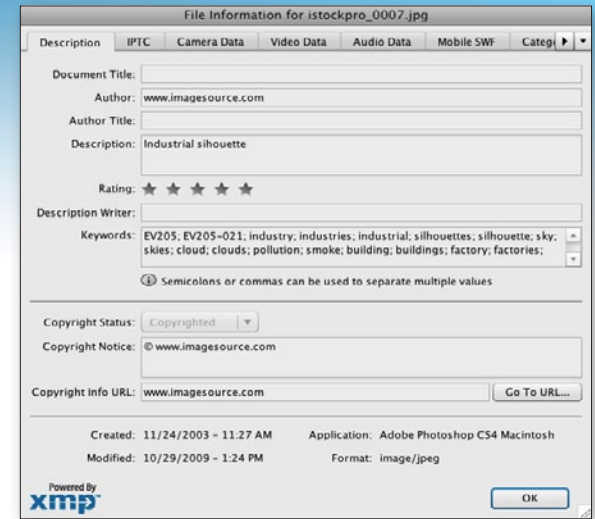 File Information for istockpro_0007.jpg
Description IPTC Camera Data Video Data Audio Data Mobile SWF Categ
Document Title:
Author: www.imagesource.com
Author Title:
Description: Industrial sihouette
Rating:
Description Writer:
Keywords: EV205; EV205-021; industry; industries; industrial; silhouettes; silhouette; sky;
skies; cloud; clouds; pollution; smoke; building; buildings; factory; factories;
Semicolons or commas can be used to separate multiple values
Copyright Status: Copyrighted
Copyright Notice: © www.imagesource.com
Copyright Info URL: www.imagesource.com Go To URL...
Created: 11/24/2003 - 11:27 AM Application: Adobe Photoshop CS4 Macintosh
Modified: 10/29/2009 - 1:24 PM Format: image/jpeg
Powered By
xmp OK